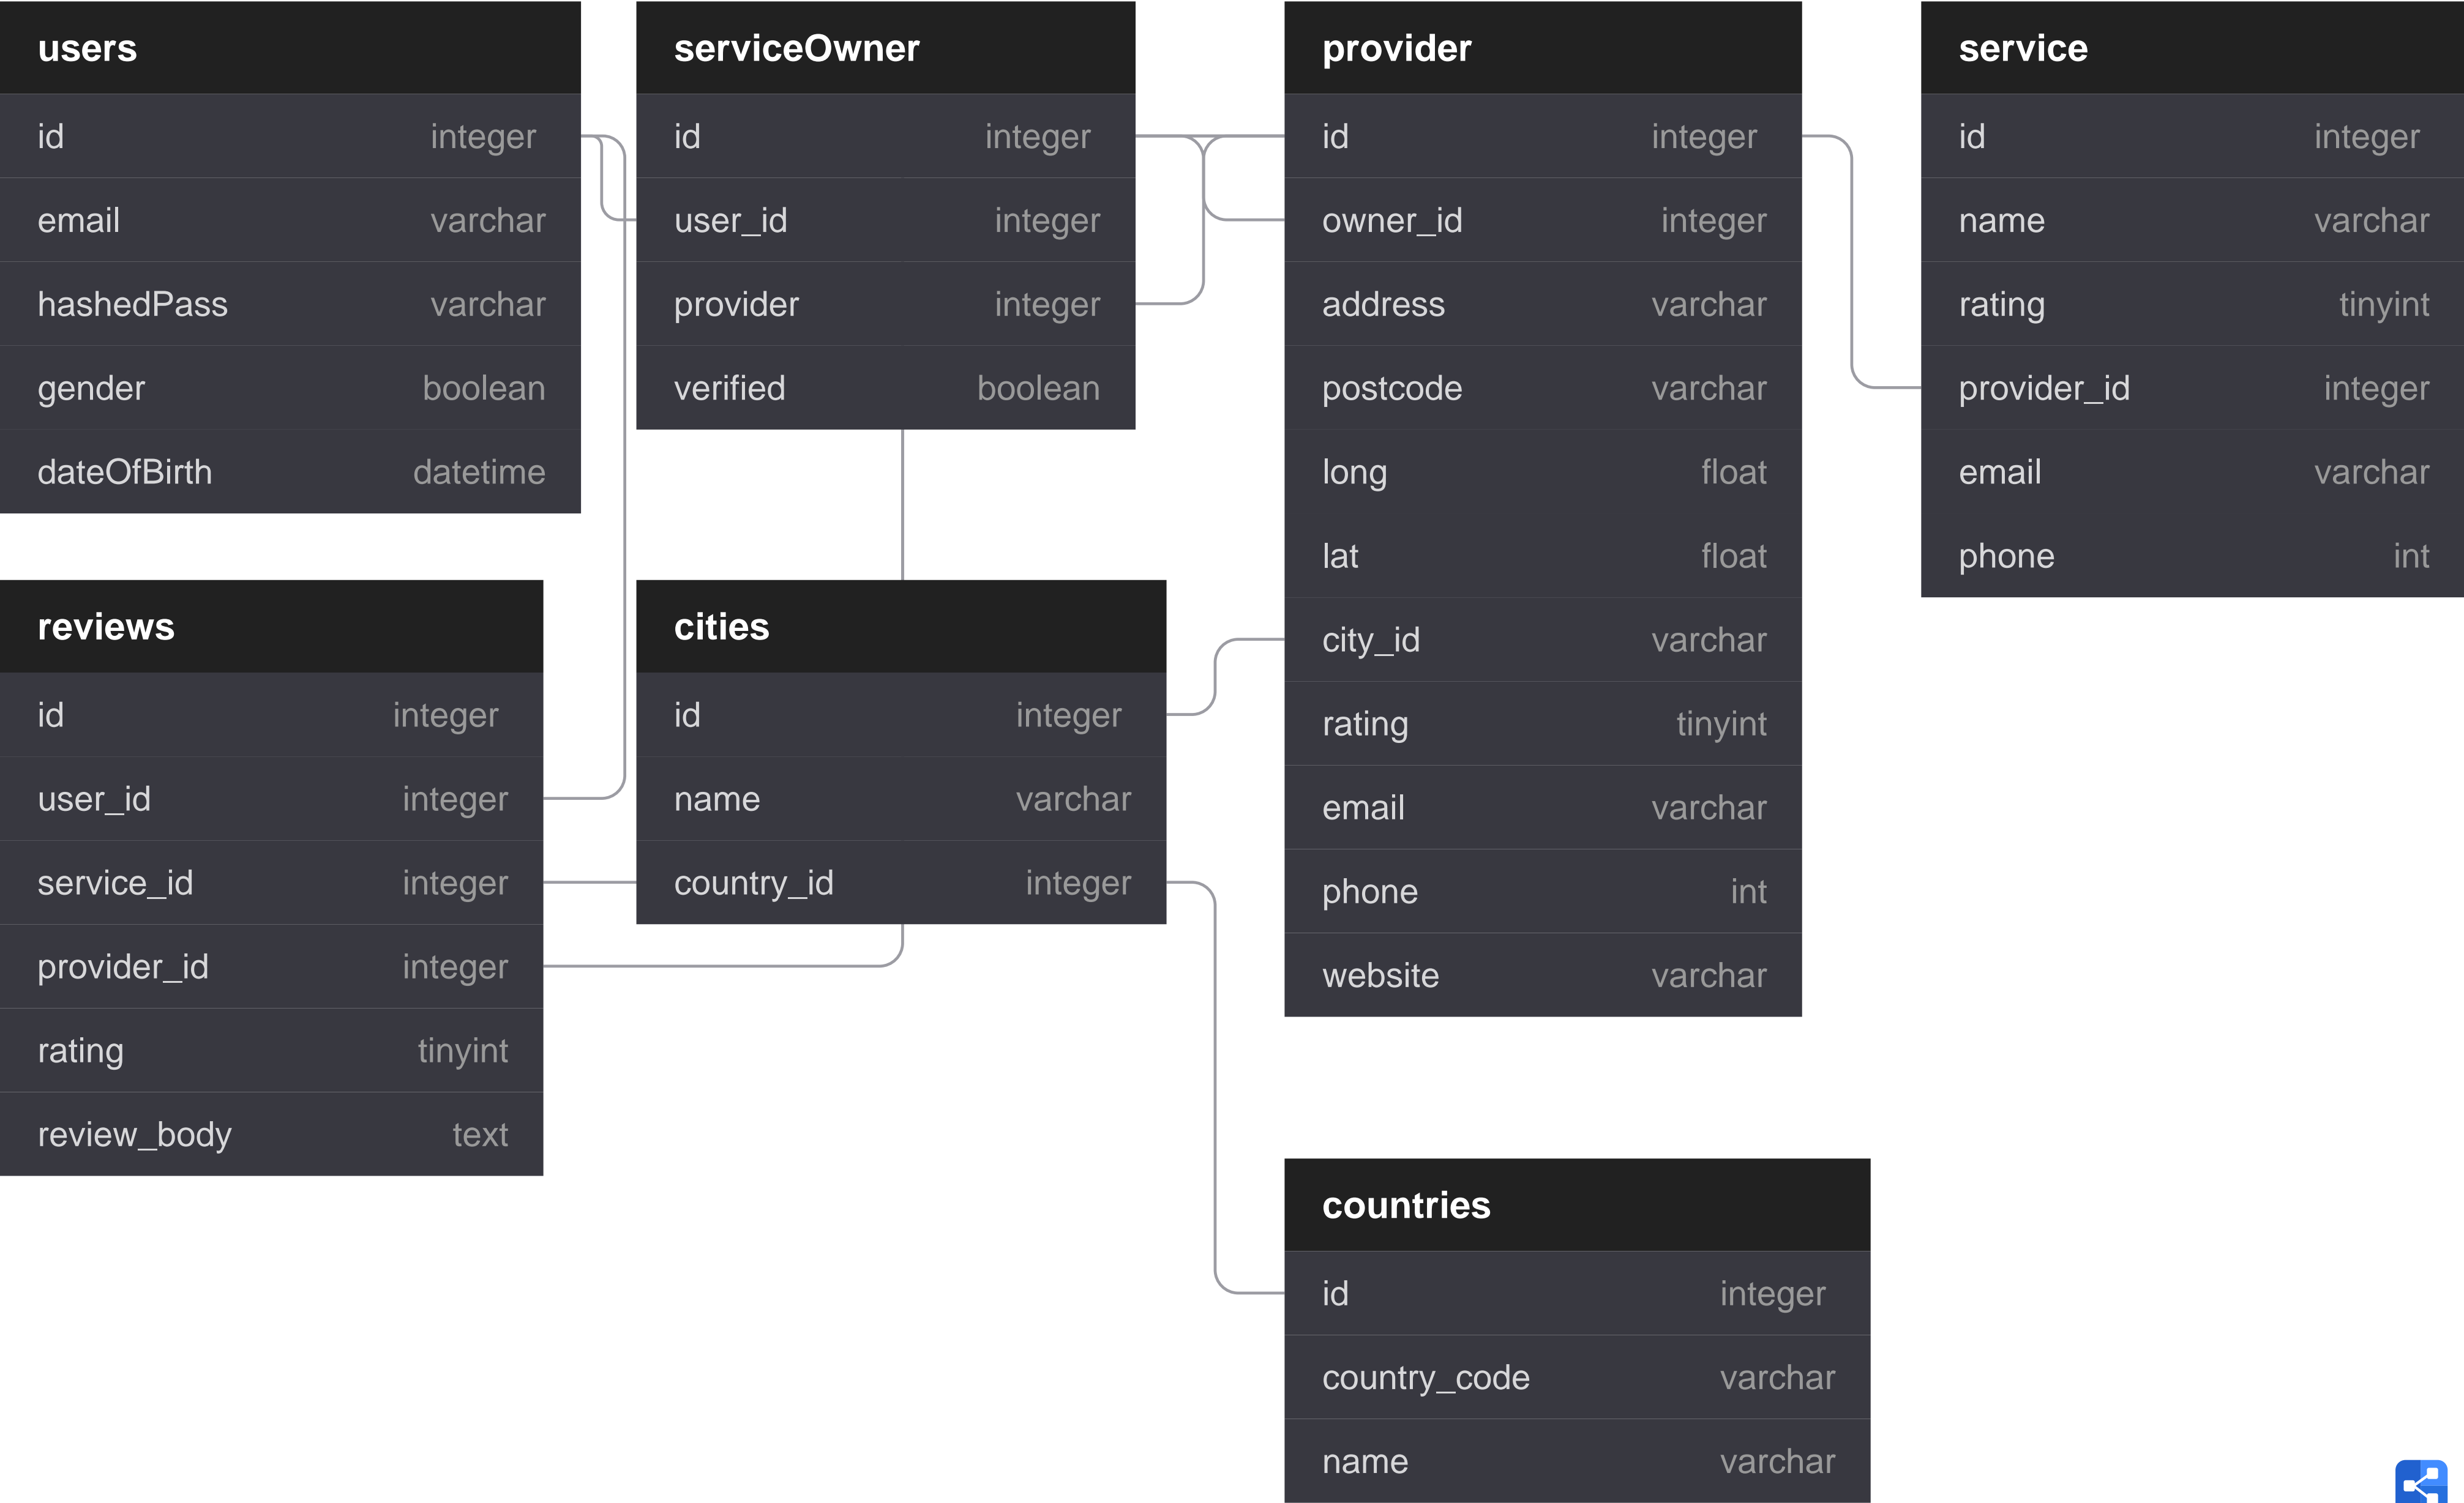 users
id integer
email varchar
hashedPass varchar
gender boolean
dateOfBirth datetime
serviceOwner
id integer
user_id integer
provider integer
verified boolean
provider
id integer
owner_id integer
address varchar
postcode varchar
long float
lat float
city_id varchar
rating tinyint
email varchar
phone int
website varchar
service
id integer
name varchar
rating tinyint
provider_id integer
email varchar
phone int
reviews
id integer
user_id integer
service_id integer
provider_id integer
rating tinyint
review_body text
cities
id integer
name varchar
country_id integer
countries
id integer
country_code varchar
name varchar